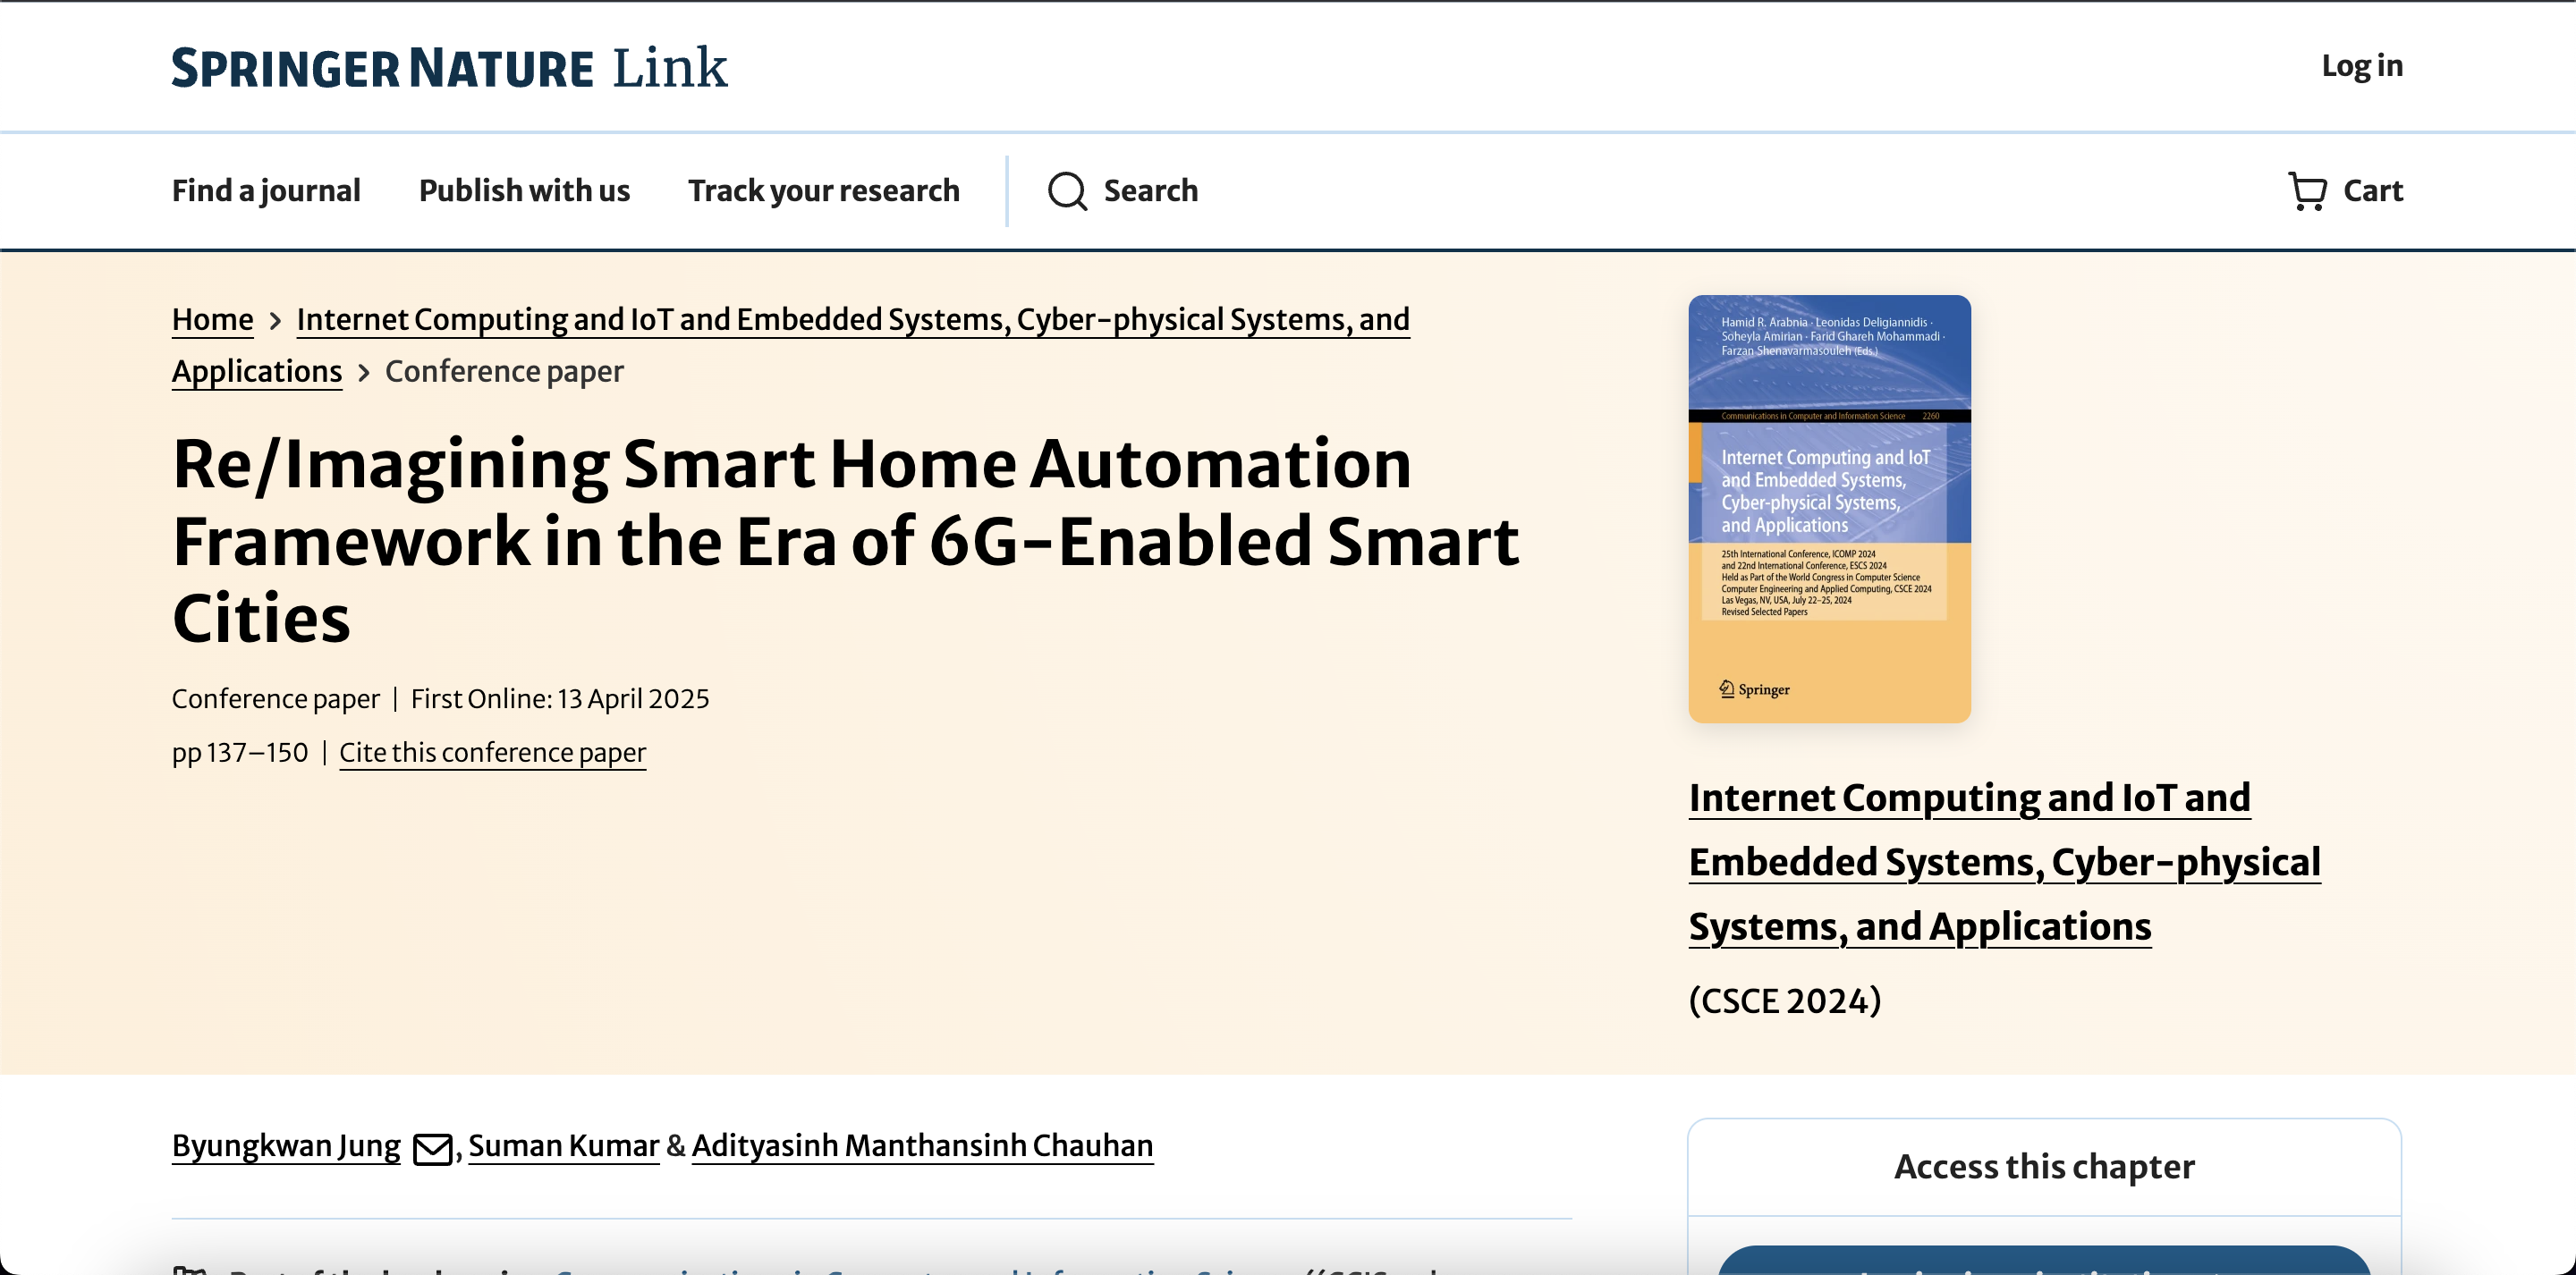 SPRINGER NATURE Link
Log in
Find a journal
Publish with us
Track your research
Search
Cart
Home > Internet Computing and IoT and Embedded Systems, Cyber-physical Systems, and
Applications > Conference paper
Re/Imagining Smart Home Automation
Framework in the Era of 6G-Enabled Smart
Cities
Conference paper | First Online: 13 April 2025
pp 137–150 | Cite this conference paper
Hamid R. Arabnia · Leonidas Deligiannidis ·
Soheyla Amirian · Farid Ghareh Mohammadi ·
Farzan Shenavarmasouleh (Eds.)
Communications in Computer and Information Science 2260
Internet Computing and IoT
and Embedded Systems,
Cyber-physical Systems,
and Applications
25th International Conference, ICOMP 2024
and 22nd International Conference, ESCS 2024
Held as Part of the World Congress in Computer Science
Computer Engineering and Applied Computing, CSCE 2024
Las Vegas, NV, USA, July 22–25, 2024
Revised Selected Papers
Springer
Internet Computing and IoT and
Embedded Systems, Cyber-physical
Systems, and Applications
(CSCE 2024)
Byungkwan Jung, Suman Kumar & Adityasinh Manthansinh Chauhan
Access this chapter